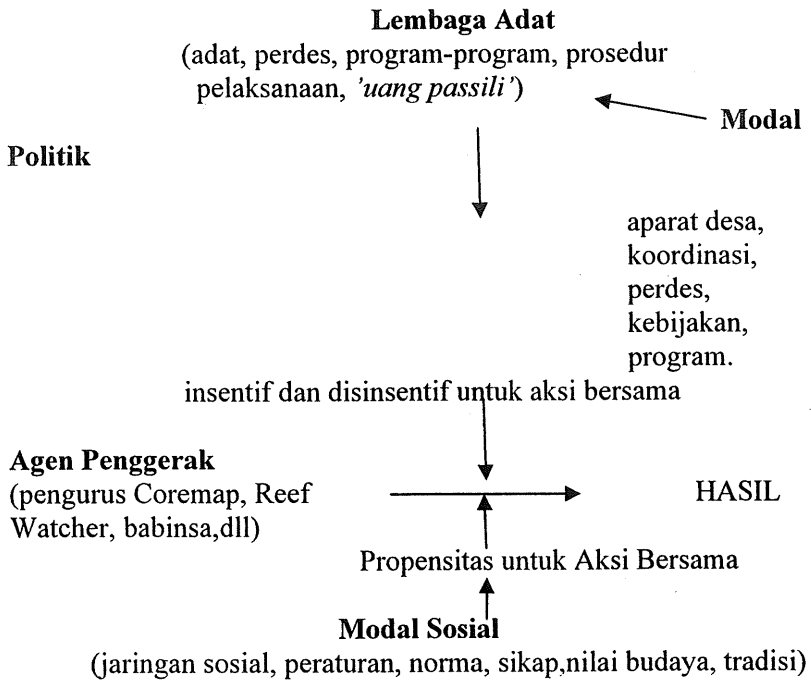 Lembaga Adat
(adat, perdes, program-program, prosedur
pelaksanaan, 'uang passili')
Modal
Politik
aparat desa,
koordinasi,
perdes,
kebijakan,
program.
insentif dan disinsentif untuk aksi bersama
Agen Penggerak
(pengurus Coremap, Reef
Watcher, babinsa,dll)
HASIL
Propensitas untuk Aksi Bersama
Modal Sosial
(jaringan sosial, peraturan, norma, sikap,nilai budaya, tradisi)